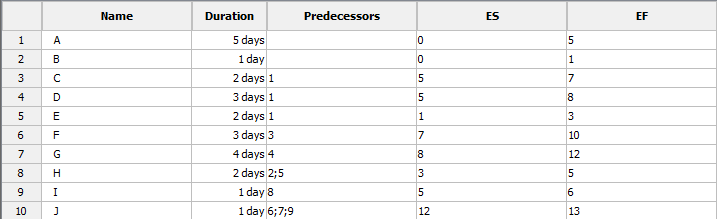 Name Duration Predecessors ES EF
1 A 5 days 0 5
2 B 1 day 0 1
3 C 2 days 1 5 7
4 D 3 days 1 5 8
5 E 2 days 1 1 3
6 F 3 days 3 7 10
7 G 4 days 4 8 12
8 H 2 days 2;5 3 5
9 I 1 day 8 5 6
10 J 1 day 6;7;9 12 13